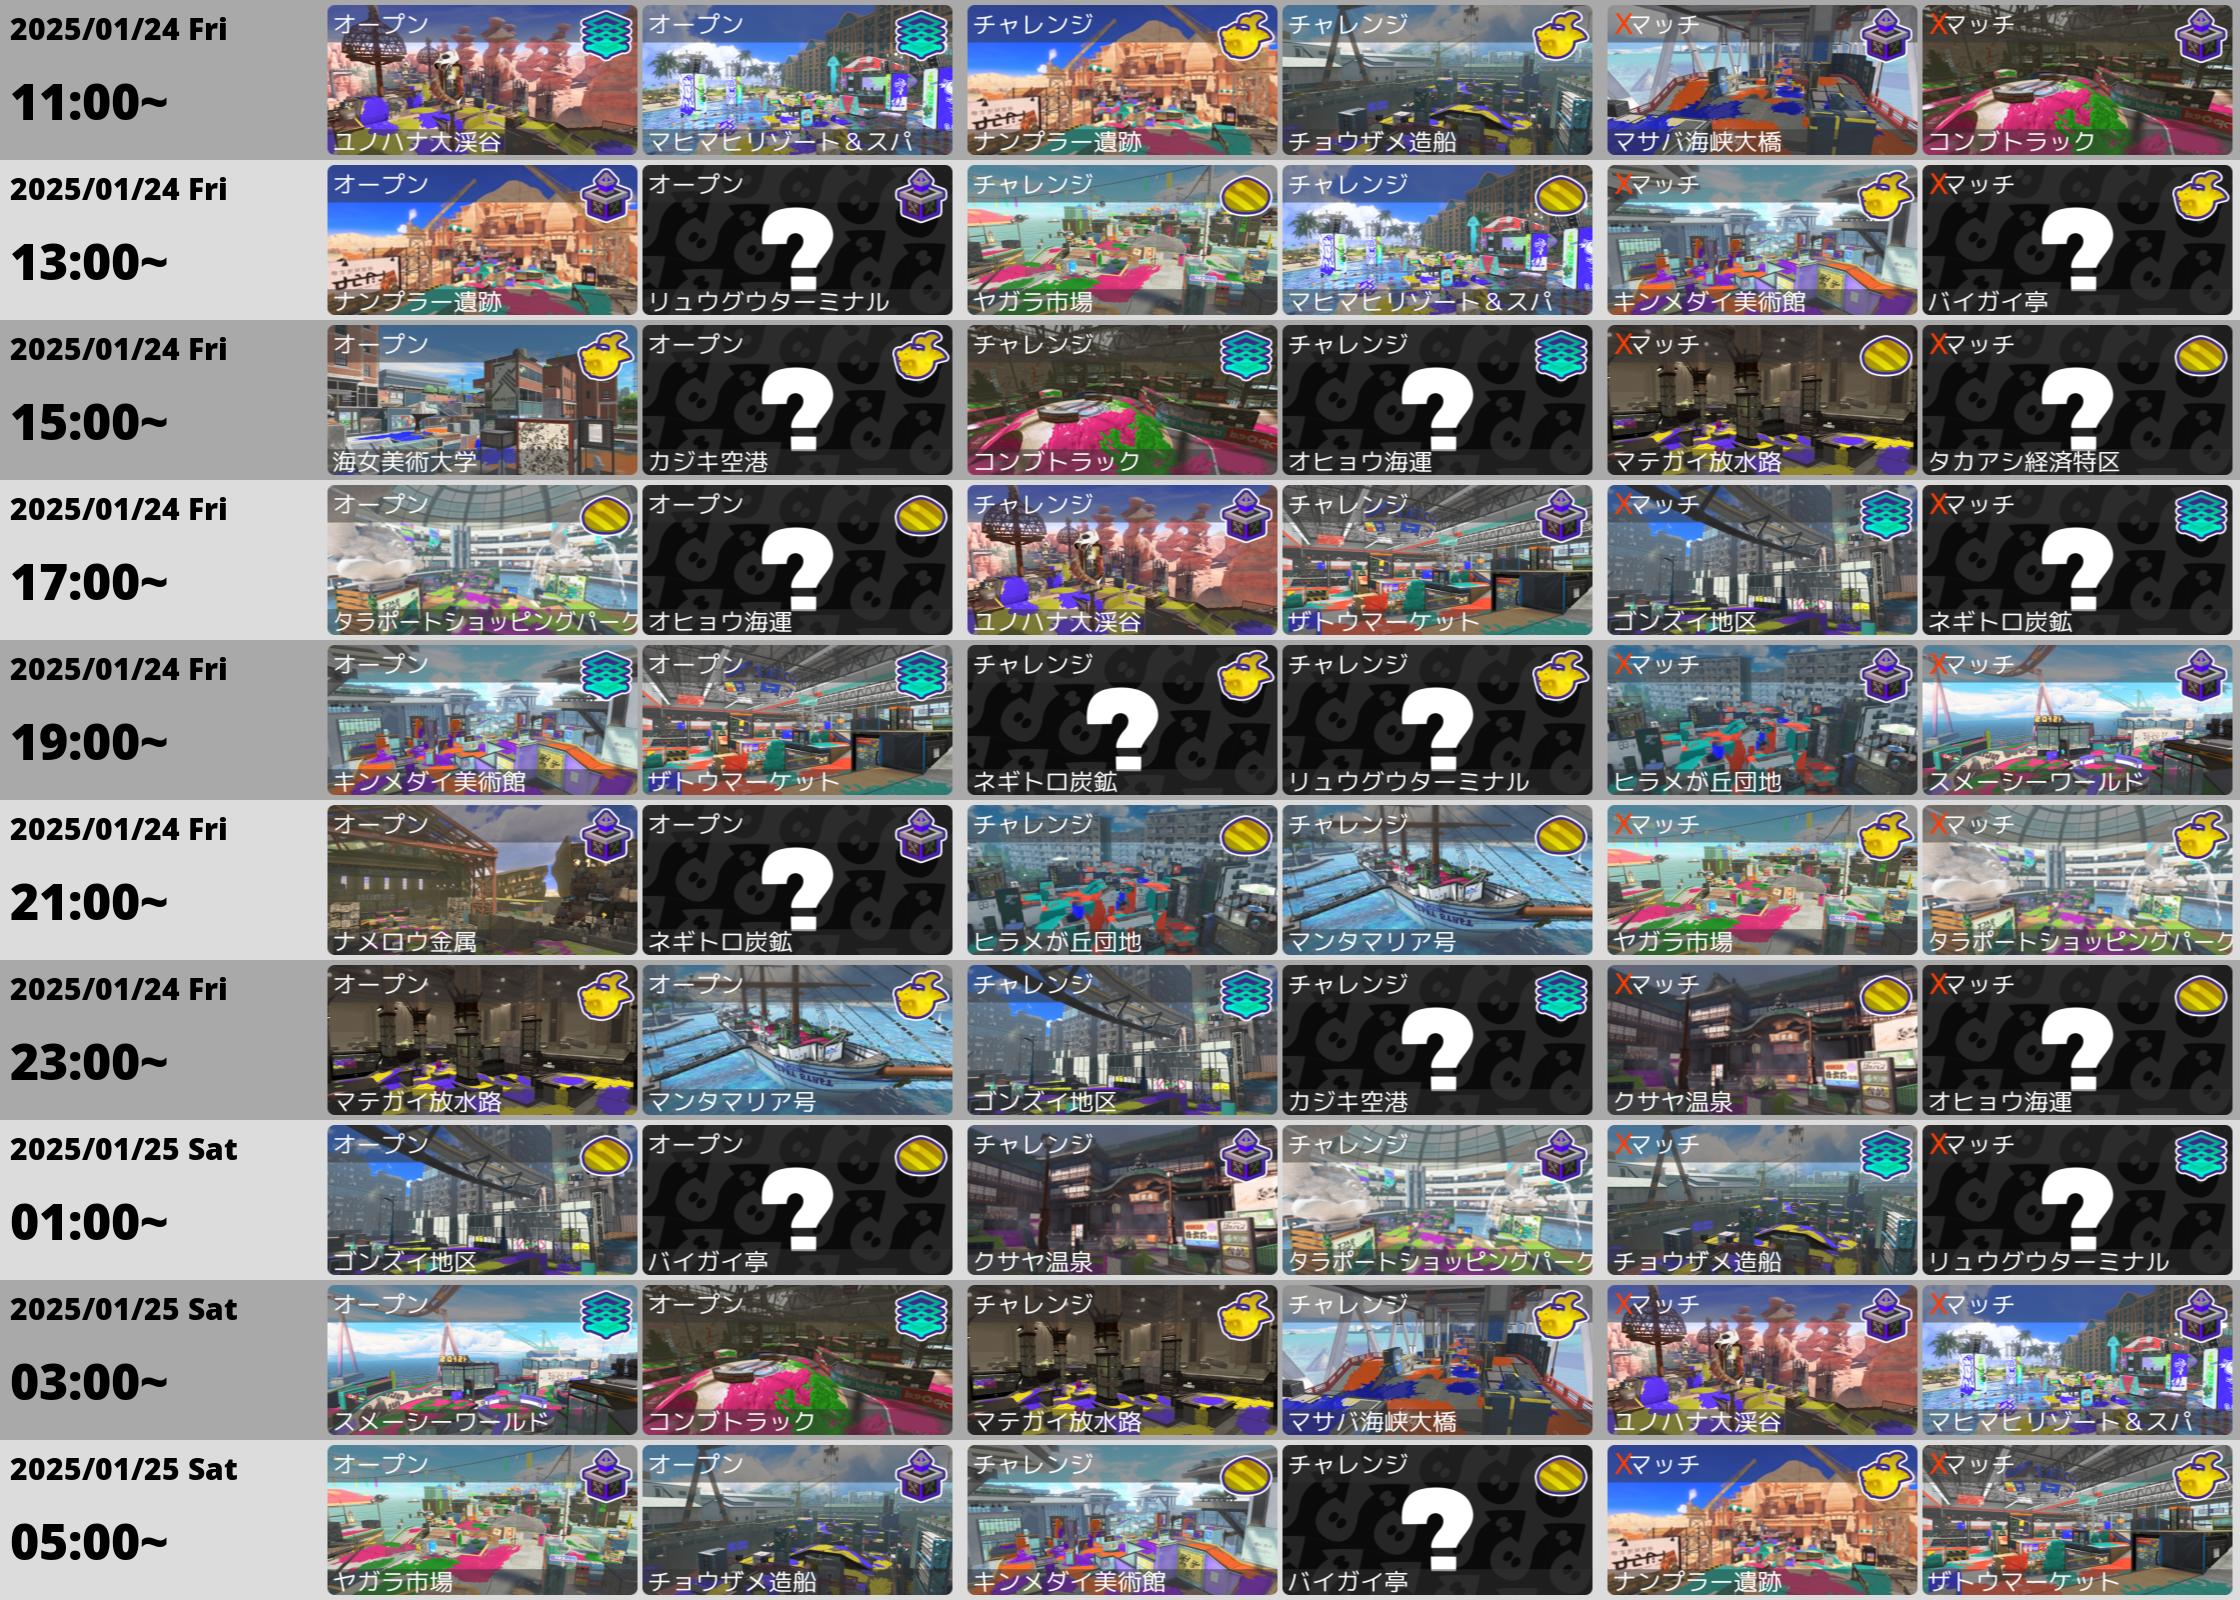 2025/01/24 Fri
11:00~
オープン
ユノハナ大渓谷
オープン
マヒマヒリゾート＆スパ
チャレンジ
ナンプラー遺跡
チャレンジ
チョウザメ造船
Xマッチ
マサバ海峡大橋
Xマッチ
コンブトラック
2025/01/24 Fri
13:00~
オープン
ナンプラー遺跡
オープン
?
リュウグウターミナル
チャレンジ
ヤガラ市場
チャレンジ
マヒマヒリゾート＆スパ
Xマッチ
キンメダイ美術館
Xマッチ
?
バイガイ亭
2025/01/24 Fri
15:00~
オープン
海女美術大学
オープン
?
カジキ空港
チャレンジ
コンブトラック
チャレンジ
?
オヒョウ海運
Xマッチ
マテガイ放水路
Xマッチ
?
タカアシ経済特区
2025/01/24 Fri
17:00~
オープン
タラポートショッピングパーク
オープン
?
オヒョウ海運
チャレンジ
ユノハナ大渓谷
チャレンジ
ザトウマーケット
Xマッチ
ゴンズイ地区
Xマッチ
?
ネギトロ炭鉱
2025/01/24 Fri
19:00~
オープン
キンメダイ美術館
オープン
ザトウマーケット
チャレンジ
?
ネギトロ炭鉱
チャレンジ
?
リュウグウターミナル
Xマッチ
ヒラメが丘団地
Xマッチ
スメーシーワールド
2025/01/24 Fri
21:00~
オープン
ナメロウ金属
オープン
?
ネギトロ炭鉱
チャレンジ
ヒラメが丘団地
チャレンジ
マンタマリア号
Xマッチ
ヤガラ市場
Xマッチ
タラポートショッピングパーク
2025/01/24 Fri
23:00~
オープン
マテガイ放水路
オープン
マンタマリア号
チャレンジ
ゴンズイ地区
チャレンジ
?
カジキ空港
Xマッチ
クサヤ温泉
Xマッチ
?
オヒョウ海運
2025/01/25 Sat
01:00~
オープン
ゴンズイ地区
オープン
?
バイガイ亭
チャレンジ
クサヤ温泉
チャレンジ
タラポートショッピングパーク
Xマッチ
チョウザメ造船
Xマッチ
?
リュウグウターミナル
2025/01/25 Sat
03:00~
オープン
スメーシーワールド
オープン
コンブトラック
チャレンジ
マテガイ放水路
チャレンジ
マサバ海峡大橋
Xマッチ
ユノハナ大渓谷
Xマッチ
マヒマヒリゾート＆スパ
2025/01/25 Sat
05:00~
オープン
ヤガラ市場
オープン
チョウザメ造船
チャレンジ
キンメダイ美術館
チャレンジ
?
バイガイ亭
Xマッチ
ナンプラー遺跡
Xマッチ
ザトウマーケット